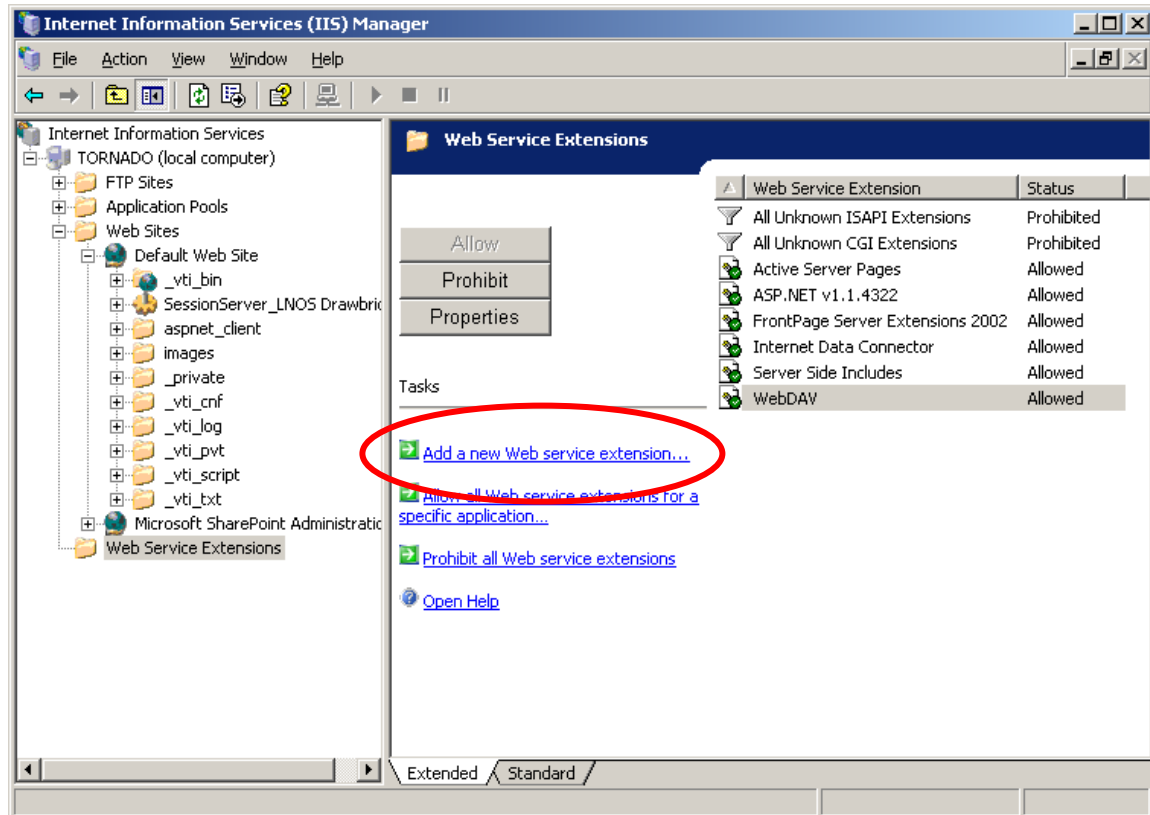 Internet Information Services (IIS) Manager
File Action View Window Help
Internet Information Services
TORNADO (local computer)
FTP Sites
Application Pools
Web Sites
Default Web Site
_vti_bin
SessionServer_LNOS Drawbri
aspnet_client
images
_private
_vti_cnf
_vti_log
_vti_pvt
_vti_script
_vti_txt
Microsoft SharePoint Administratic
Web Service Extensions
Web Service Extensions
Allow
Prohibit
Properties
Tasks
Add a new Web service extension...
Allow all Web service extensions for a
specific application...
Prohibit all Web service extensions
Open Help
Web Service Extension Status
All Unknown ISAPI Extensions Prohibited
All Unknown CGI Extensions Prohibited
Active Server Pages Allowed
ASP.NET v1.1.4322 Allowed
FrontPage Server Extensions 2002 Allowed
Internet Data Connector Allowed
Server Side Includes Allowed
WebDAV Allowed
Extended Standard